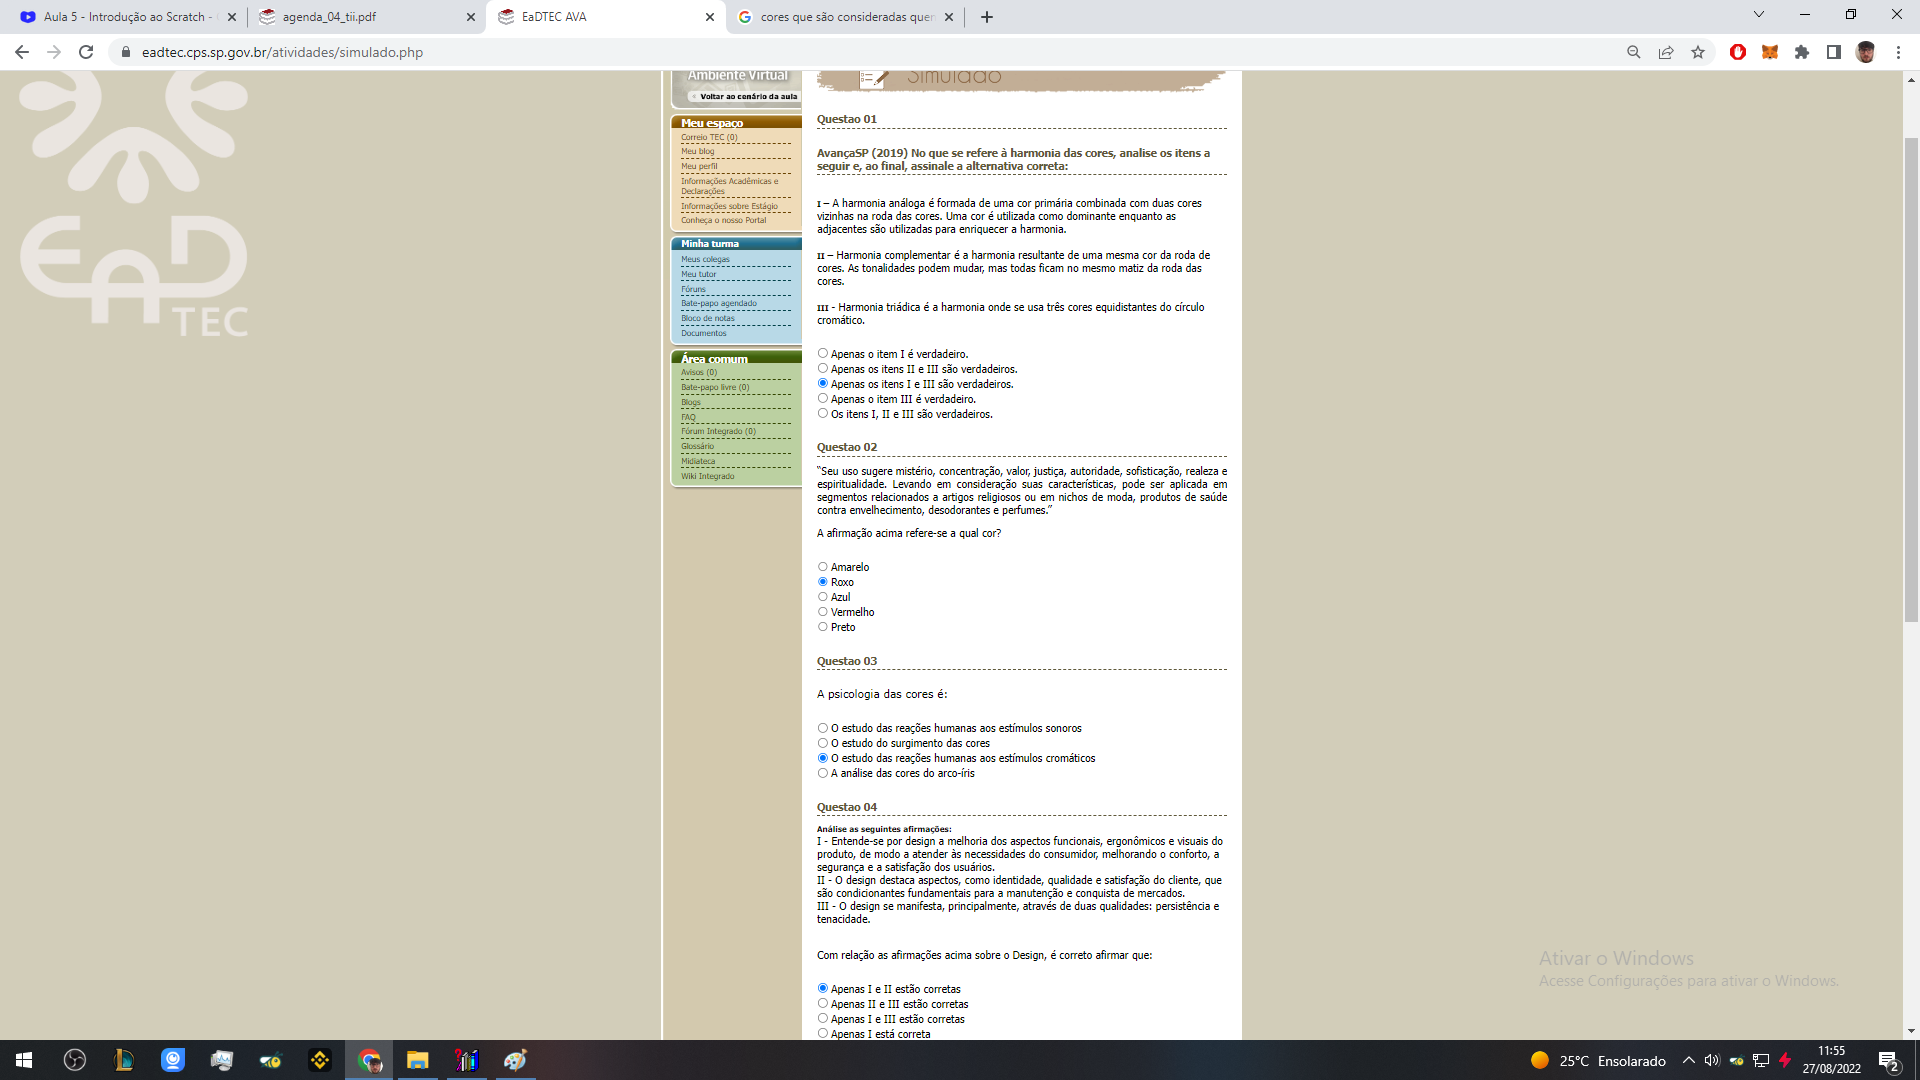 Aula 5 - Introdução ao Scratch -
agenda_04_tii.pdf
EaDTEC AVA
cores que são consideradas quen
eadtec.cps.sp.gov.br/atividades/simulado.php
EaD
TEC
Ambiente Virtual
« Voltar ao cenário da aula
Meu espaço
Correio TEC (0)
Meu blog
Meu perfil
Informações Acadêmicas e
Declarações
Informações sobre Estágio
Conheça o nosso Portal
Minha turma
Meus colegas
Meu tutor
Fóruns
Bate-papo agendado
Bloco de notas
Documentos
Área comum
Avisos (0)
Bate-papo livre (0)
Blogs
FAQ
Fórum Integrado (0)
Glossário
Midiateca
Wiki Integrado
Simulado
Questao 01
AvançaSP (2019) No que se refere à harmonia das cores, analise os itens a
seguir e, ao final, assinale a alternativa correta:
I – A harmonia análoga é formada de uma cor primária combinada com duas cores
vizinhas na roda das cores. Uma cor é utilizada como dominante enquanto as
adjacentes são utilizadas para enriquecer a harmonia.
II – Harmonia complementar é a harmonia resultante de uma mesma cor da roda de
cores. As tonalidades podem mudar, mas todas ficam no mesmo matiz da roda das
cores.
III - Harmonia triádica é a harmonia onde se usa três cores equidistantes do círculo
cromático.
Apenas o item I é verdadeiro.
Apenas os itens II e III são verdadeiros.
Apenas os itens I e III são verdadeiros.
Apenas o item III é verdadeiro.
Os itens I, II e III são verdadeiros.
Questao 02
“Seu uso sugere mistério, concentração, valor, justiça, autoridade, sofisticação, realeza e
espiritualidade. Levando em consideração suas características, pode ser aplicada em
segmentos relacionados a artigos religiosos ou em nichos de moda, produtos de saúde
contra envelhecimento, desodorantes e perfumes.”
A afirmação acima refere-se a qual cor?
Amarelo
Roxo
Azul
Vermelho
Preto
Questao 03
A psicologia das cores é:
O estudo das reações humanas aos estímulos sonoros
O estudo do surgimento das cores
O estudo das reações humanas aos estímulos cromáticos
A análise das cores do arco-íris
Questao 04
Análise as seguintes afirmações:
I - Entende-se por design a melhoria dos aspectos funcionais, ergonômicos e visuais do
produto, de modo a atender às necessidades do consumidor, melhorando o conforto, a
segurança e a satisfação dos usuários.
II - O design destaca aspectos, como identidade, qualidade e satisfação do cliente, que
são condicionantes fundamentais para a manutenção e conquista de mercados.
III - O design se manifesta, principalmente, através de duas qualidades: persistência e
tenacidade.
Com relação as afirmações acima sobre o Design, é correto afirmar que:
Apenas I e II estão corretas
Apenas II e III estão corretas
Apenas I e III estão corretas
Apenas I está correta
Ativar o Windows
Acesse Configurações para ativar o Windows.
25°C Ensolarado
11:55
27/08/2022
2